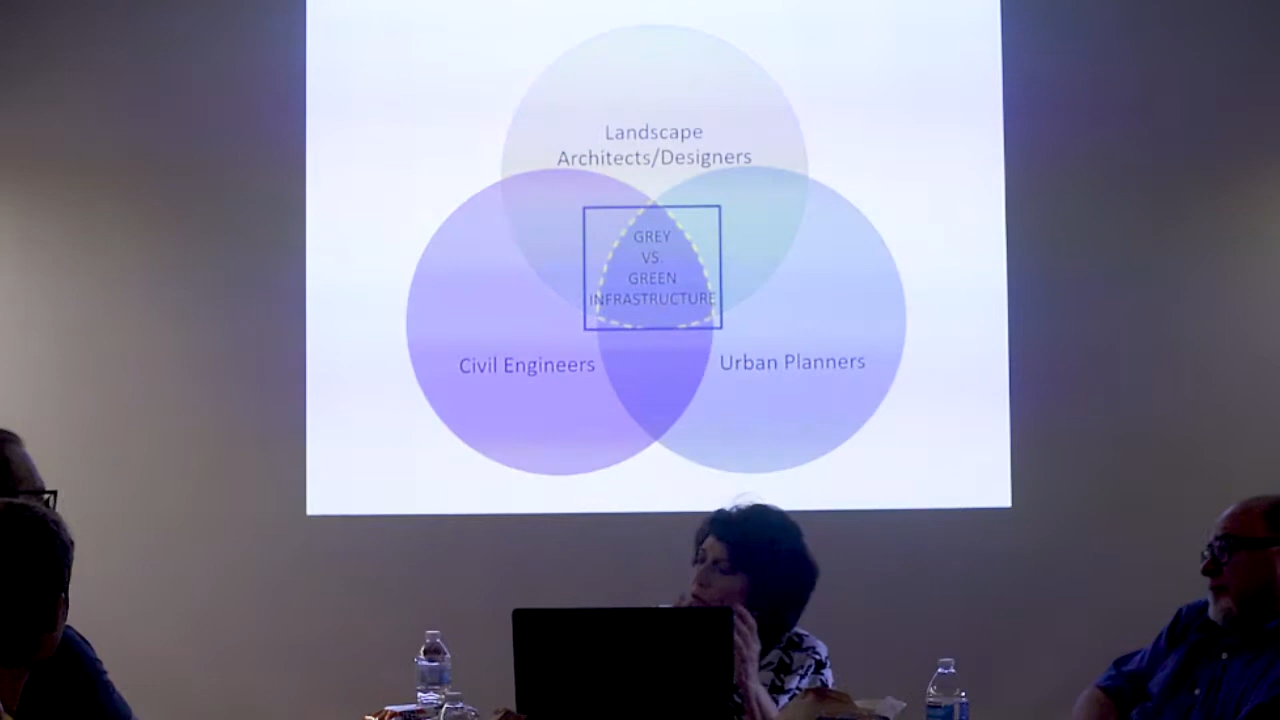 Landscape
Architects/Designers
GREY
VS.
GREEN
INFRASTRUCTURE
Civil Engineers
Urban Planners